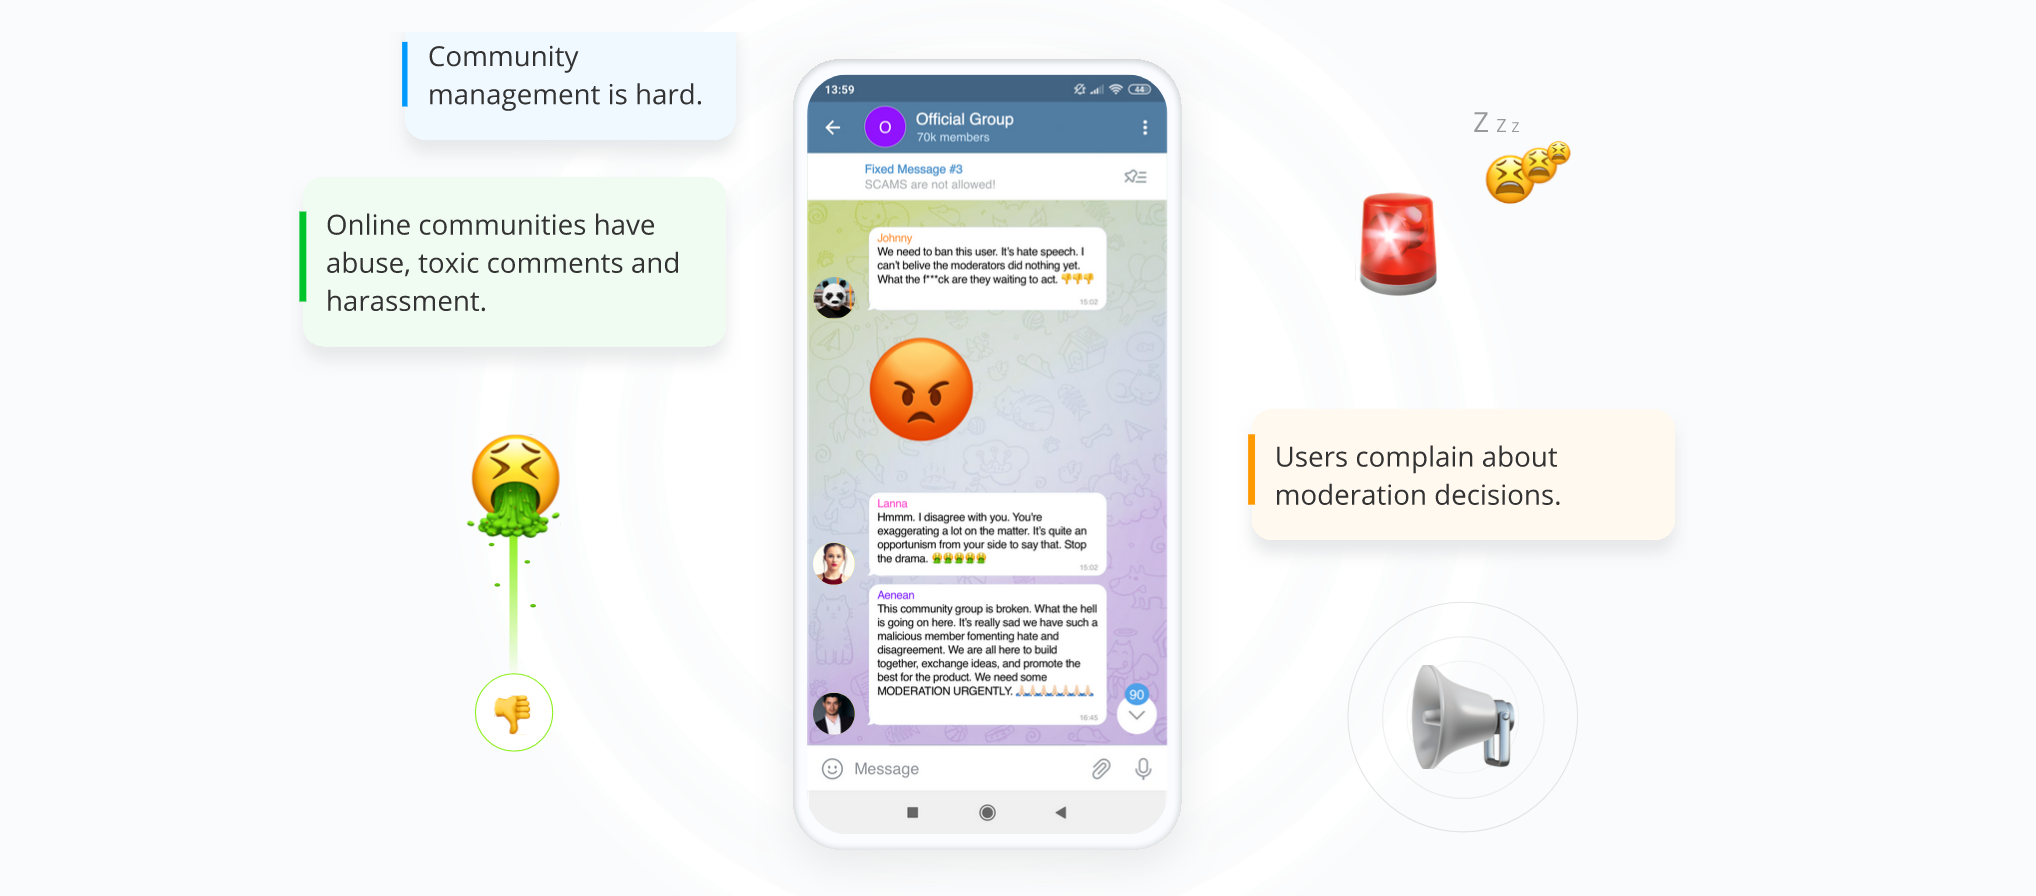 Community
management is hard.
Online communities have
abuse, toxic comments and
harassment.
13:59
44
O
Official Group
70k members
Fixed Message #3
SCAMS are not allowed!
Johnny
We need to ban this user. It's hate speech. I
can't belive the moderators did nothing yet.
What the f***ck are they waiting to act. 👎👎👎
15:02
Lanna
Hmmm. I disagree with you. You're
exaggerating a lot on the matter. It's quite an
opportunism from your side to say that. Stop
the drama. 🤮🤮🤮🤮🤮
15:02
Aenean
This community group is broken. What the hell
is going on here. It's really sad we have such a
malicious member fomenting hate and
disagreement. We are all here to build
together, exchange ideas, and promote the
best for the product. We need some
MODERATION URGENTLY. 🙏🏻🙏🏻🙏🏻🙏🏻🙏🏻🙏🏻🙏🏻
16:45
90
Message
Z z z
Users complain about
moderation decisions.